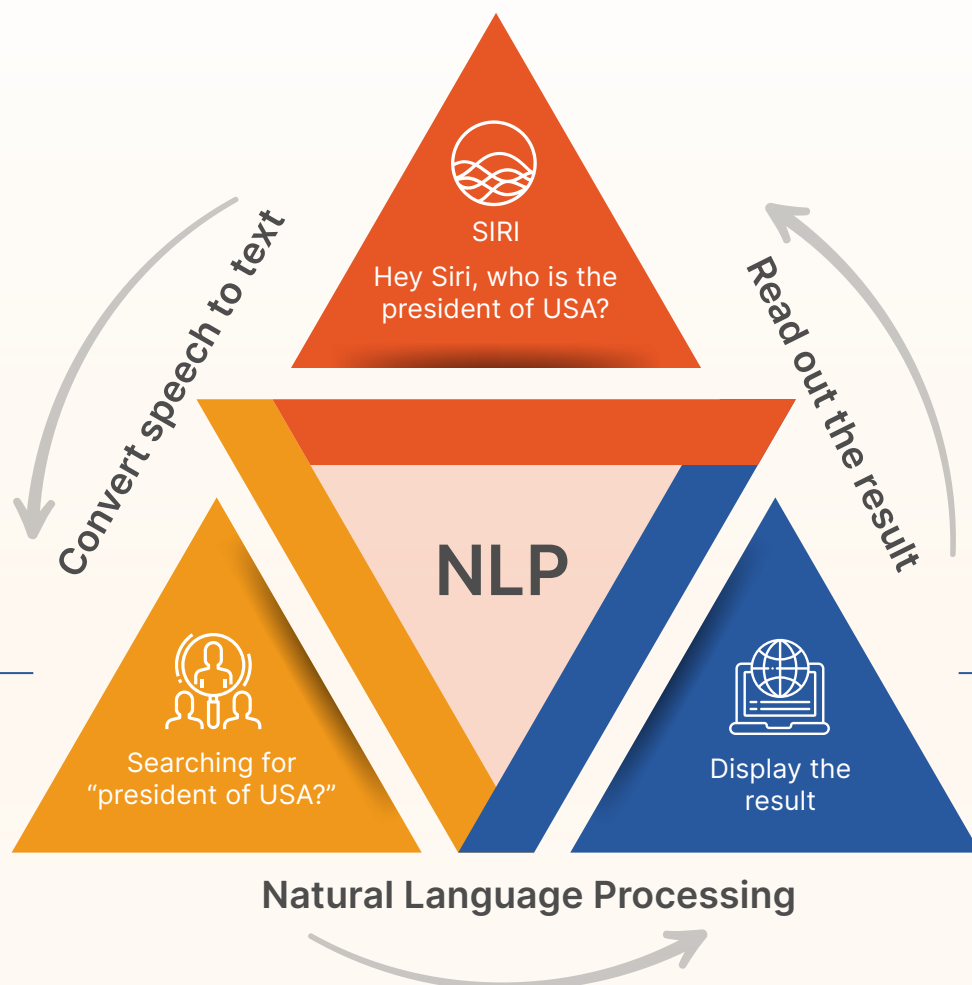 SIRI
Hey Siri, who is the
president of USA?
Convert speech to text
Read out the result
NLP
Searching for
“president of USA?”
Display the
result
Natural Language Processing